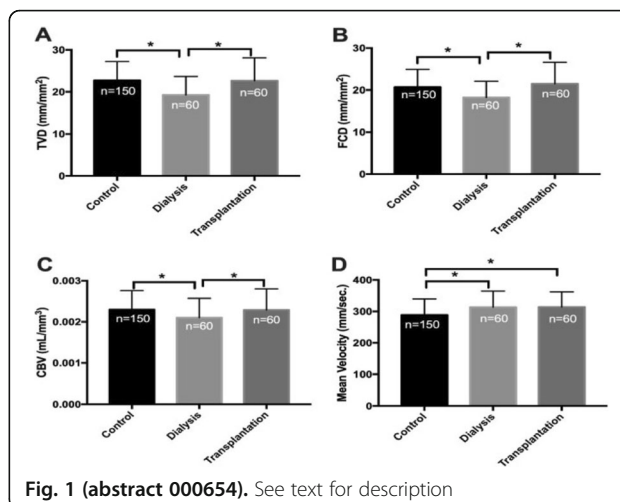 A
TVD (mm/mm²)
30
20
10
0
*
*
n=150
n=60
n=60
Control
Dialysis
Transplantation
B
FCD (mm/mm²)
30
20
10
0
*
*
n=150
n=60
n=60
Control
Dialysis
Transplantation
C
CBV (mL/mm³)
0.003
0.002
0.001
0.000
*
*
n=150
n=60
n=60
Control
Dialysis
Transplantation
D
Mean Velocity (mm/sec.)
400
300
200
100
0
*
*
n=150
n=60
n=60
Control
Dialysis
Transplantation
Fig. 1 (abstract 000654). See text for description